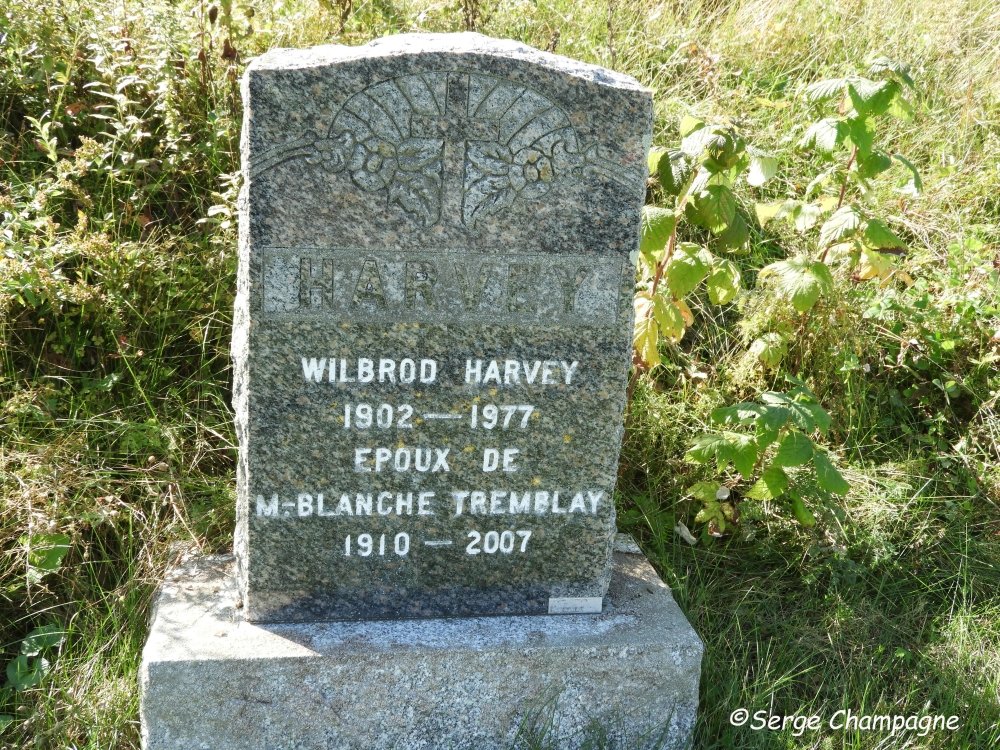 HARVEY
WILBROD HARVEY
1902 — 1977
EPOUX DE
M-BLANCHE TREMBLAY
1910 — 2007
©Serge Champagne